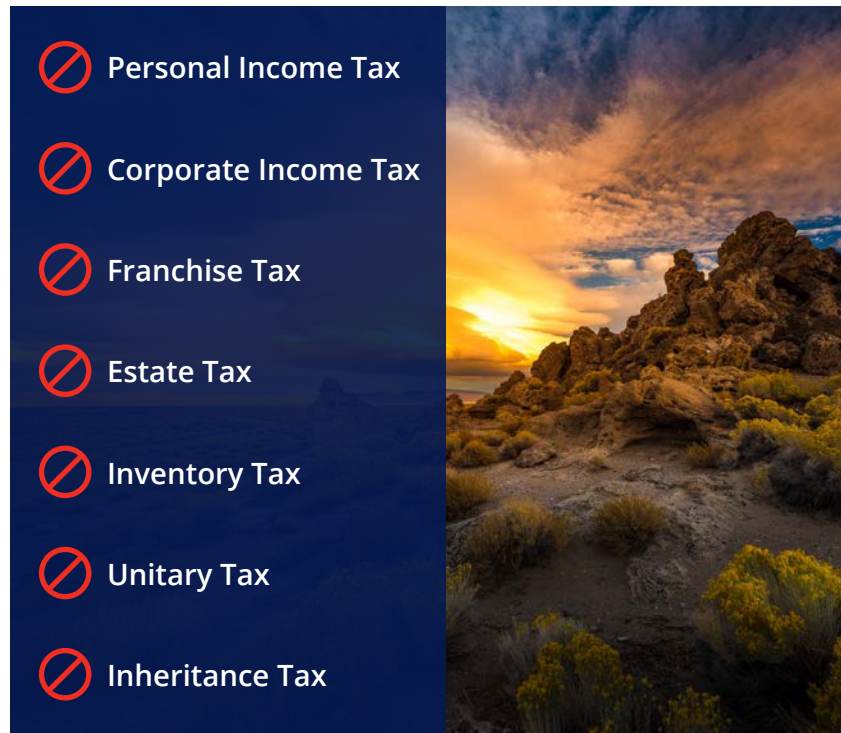 Personal Income Tax
Corporate Income Tax
Franchise Tax
Estate Tax
Inventory Tax
Unitary Tax
Inheritance Tax